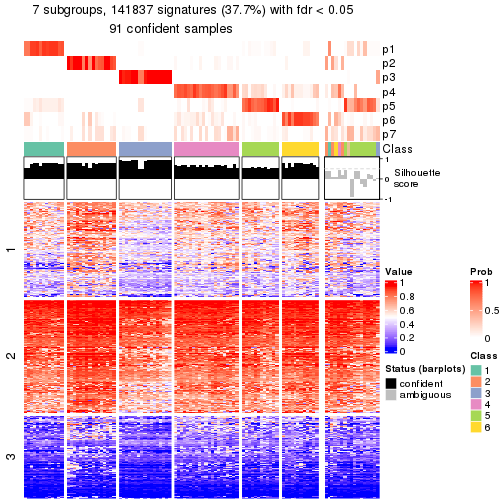 7 subgroups, 141837 signatures (37.7%) with fdr < 0.05
91 confident samples
p1
p2
p3
p4
p5
p6
p7
Class
1
0
-1
Silhouette
score
1
2
3
Value
1
0.8
0.6
0.4
0.2
0
Prob
1
0.5
0
Status (barplots)
confident
ambiguous
Class
1
2
3
4
5
6